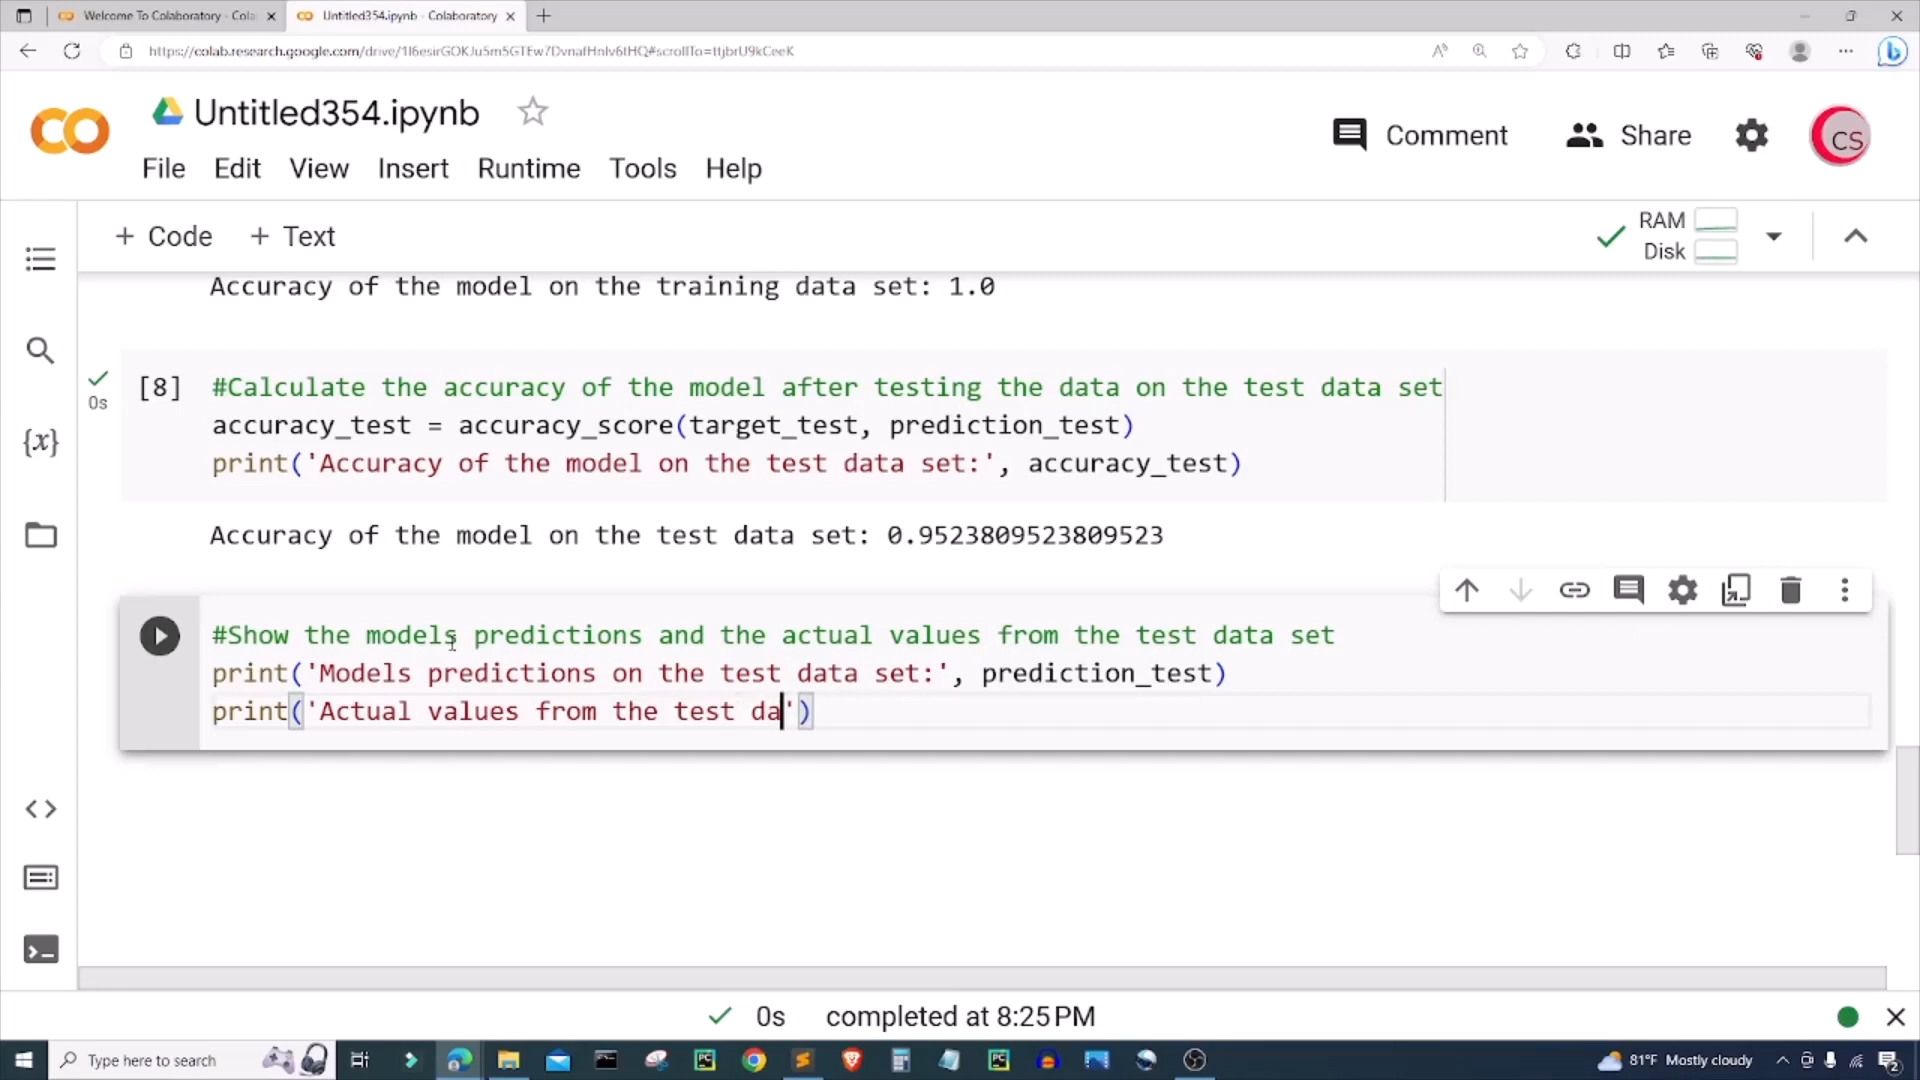 Welcome To Colaboratory - Cola
Untitled354.ipynb - Colaboratory
Untitled354.ipynb
Comment
Share
CS
File Edit View Insert Runtime Tools Help
+ Code + Text
RAM
Disk
Accuracy of the model on the training data set: 1.0
0s
[8] #Calculate the accuracy of the model after testing the data on the test data set
accuracy_test = accuracy_score(target_test, prediction_test)
print('Accuracy of the model on the test data set:', accuracy_test)
{x}
Accuracy of the model on the test data set: 0.9523809523809523
#Show the models predictions and the actual values from the test data set
print('Models predictions on the test data set:', prediction_test)
print('Actual values from the test da')
0s completed at 8:25 PM
Type here to search
PC
PC
81°F Mostly cloudy
2